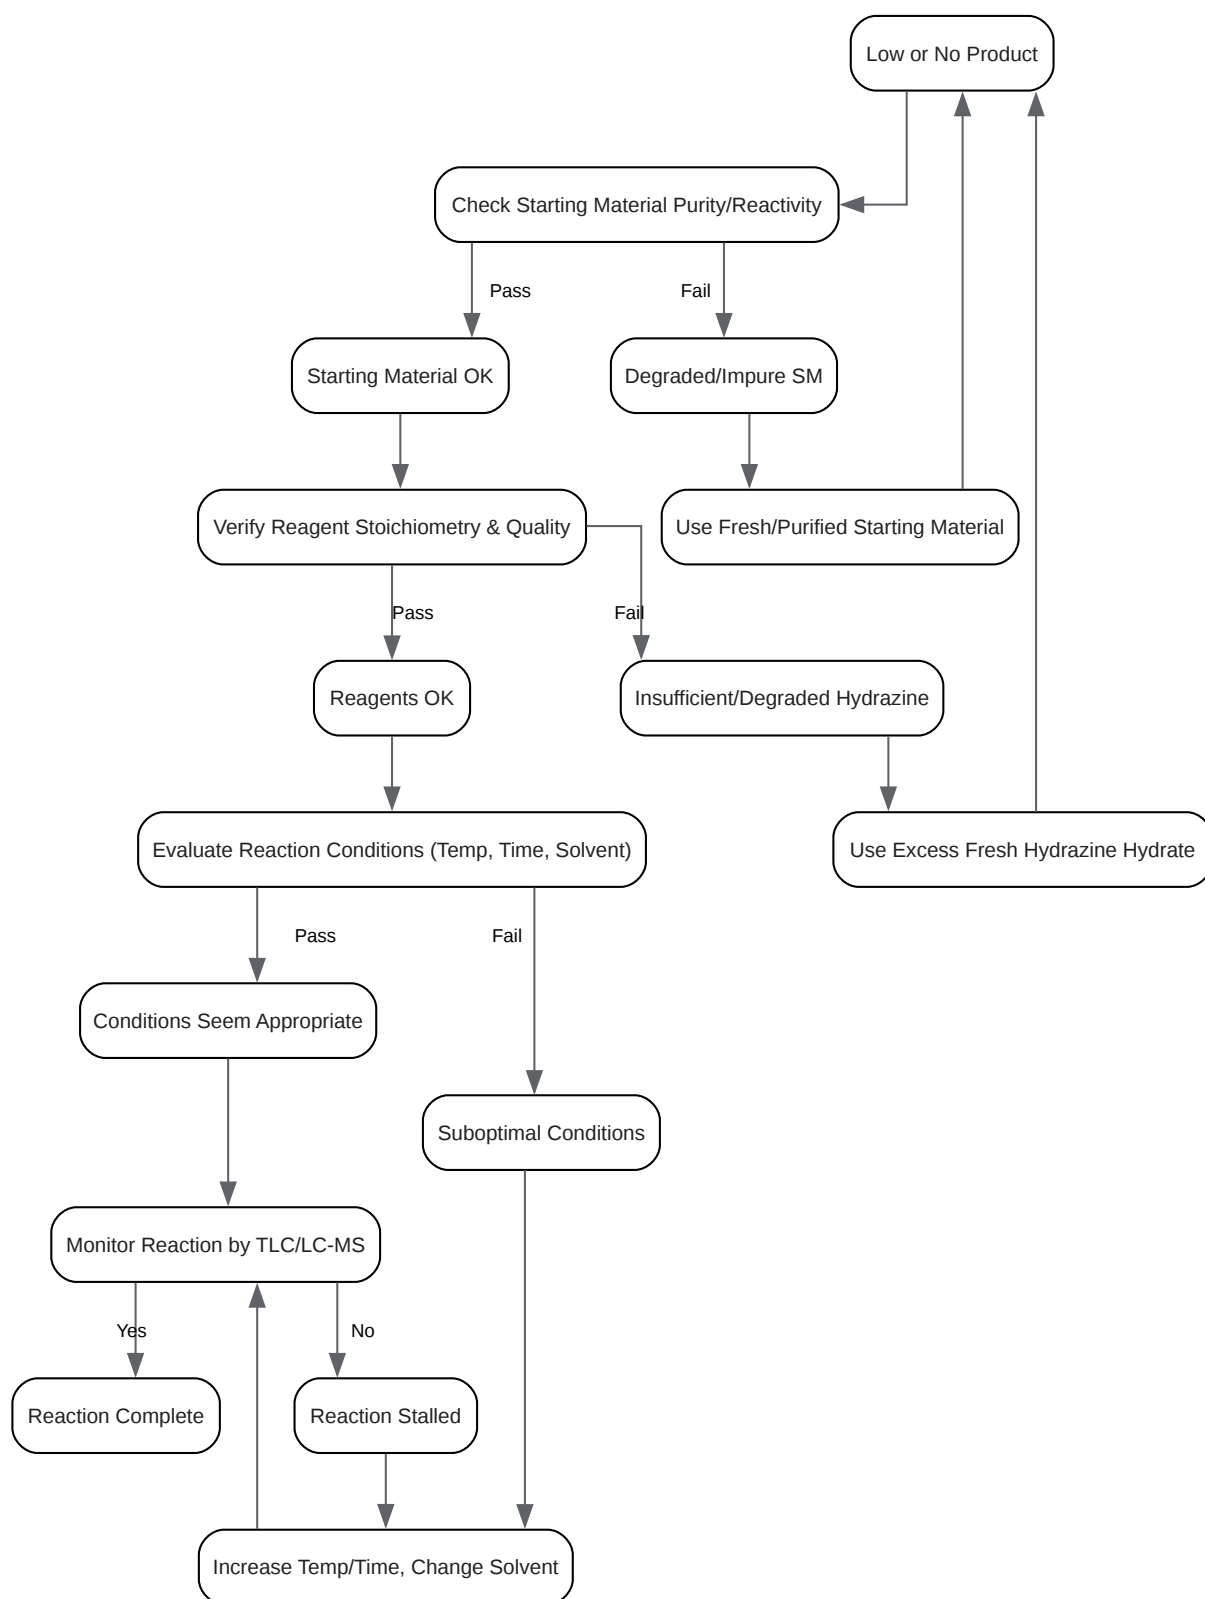 Low or No Product
Check Starting Material Purity/Reactivity
Pass
Fail
Starting Material OK
Degraded/Impure SM
Verify Reagent Stoichiometry & Quality
Use Fresh/Purified Starting Material
Pass
Fail
Reagents OK
Insufficient/Degraded Hydrazine
Evaluate Reaction Conditions (Temp, Time, Solvent)
Use Excess Fresh Hydrazine Hydrate
Pass
Fail
Conditions Seem Appropriate
Suboptimal Conditions
Monitor Reaction by TLC/LC-MS
Yes
No
Reaction Complete
Reaction Stalled
Increase Temp/Time, Change Solvent